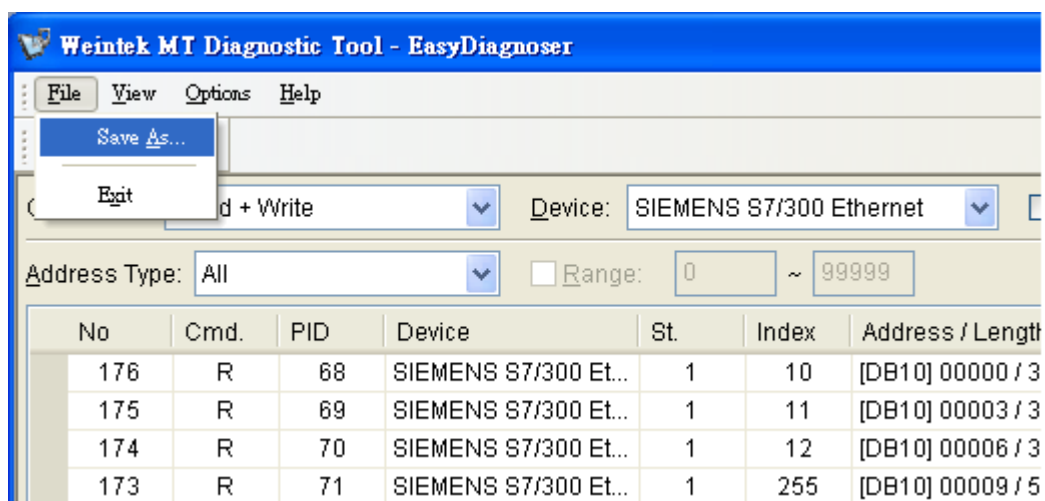 Weintek MT Diagnostic Tool - EasyDiagnoser
File View Options Help
Save As...
Exit
d + Write Device: SIEMENS S7/300 Ethernet
Address Type: All Range: 0 ~ 99999
No Cmd. PID Device St. Index Address / Length
176 R 68 SIEMENS S7/300 Et... 1 10 [DB10] 00000 / 3
175 R 69 SIEMENS S7/300 Et... 1 11 [DB10] 00003 / 3
174 R 70 SIEMENS S7/300 Et... 1 12 [DB10] 00006 / 3
173 R 71 SIEMENS S7/300 Et... 1 255 [DB10] 00009 / 5